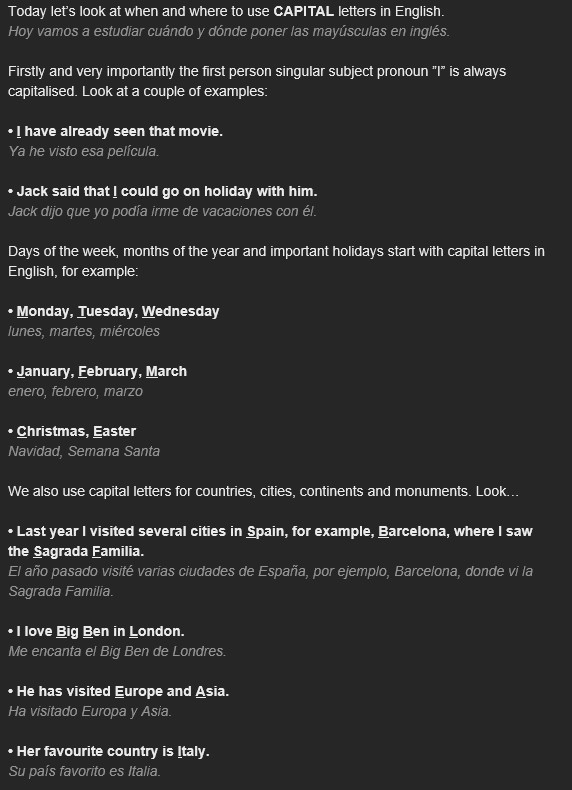 Today let's look at when and where to use CAPITAL letters in English.
Hoy vamos a estudiar cuándo y dónde poner las mayúsculas en inglés.
Firstly and very importantly the first person singular subject pronoun ”I” is always
capitalised. Look at a couple of examples:
• I have already seen that movie.
Ya he visto esa película.
• Jack said that I could go on holiday with him.
Jack dijo que yo podía irme de vacaciones con él.
Days of the week, months of the year and important holidays start with capital letters in
English, for example:
• Monday, Tuesday, Wednesday
lunes, martes, miércoles
• January, February, March
enero, febrero, marzo
• Christmas, Easter
Navidad, Semana Santa
We also use capital letters for countries, cities, continents and monuments. Look…
• Last year I visited several cities in Spain, for example, Barcelona, where I saw
the Sagrada Familia.
El año pasado visité varias ciudades de España, por ejemplo, Barcelona, donde vi la
Sagrada Familia.
• I love Big Ben in London.
Me encanta el Big Ben de Londres.
• He has visited Europe and Asia.
Ha visitado Europa y Asia.
• Her favourite country is Italy.
Su país favorito es Italia.